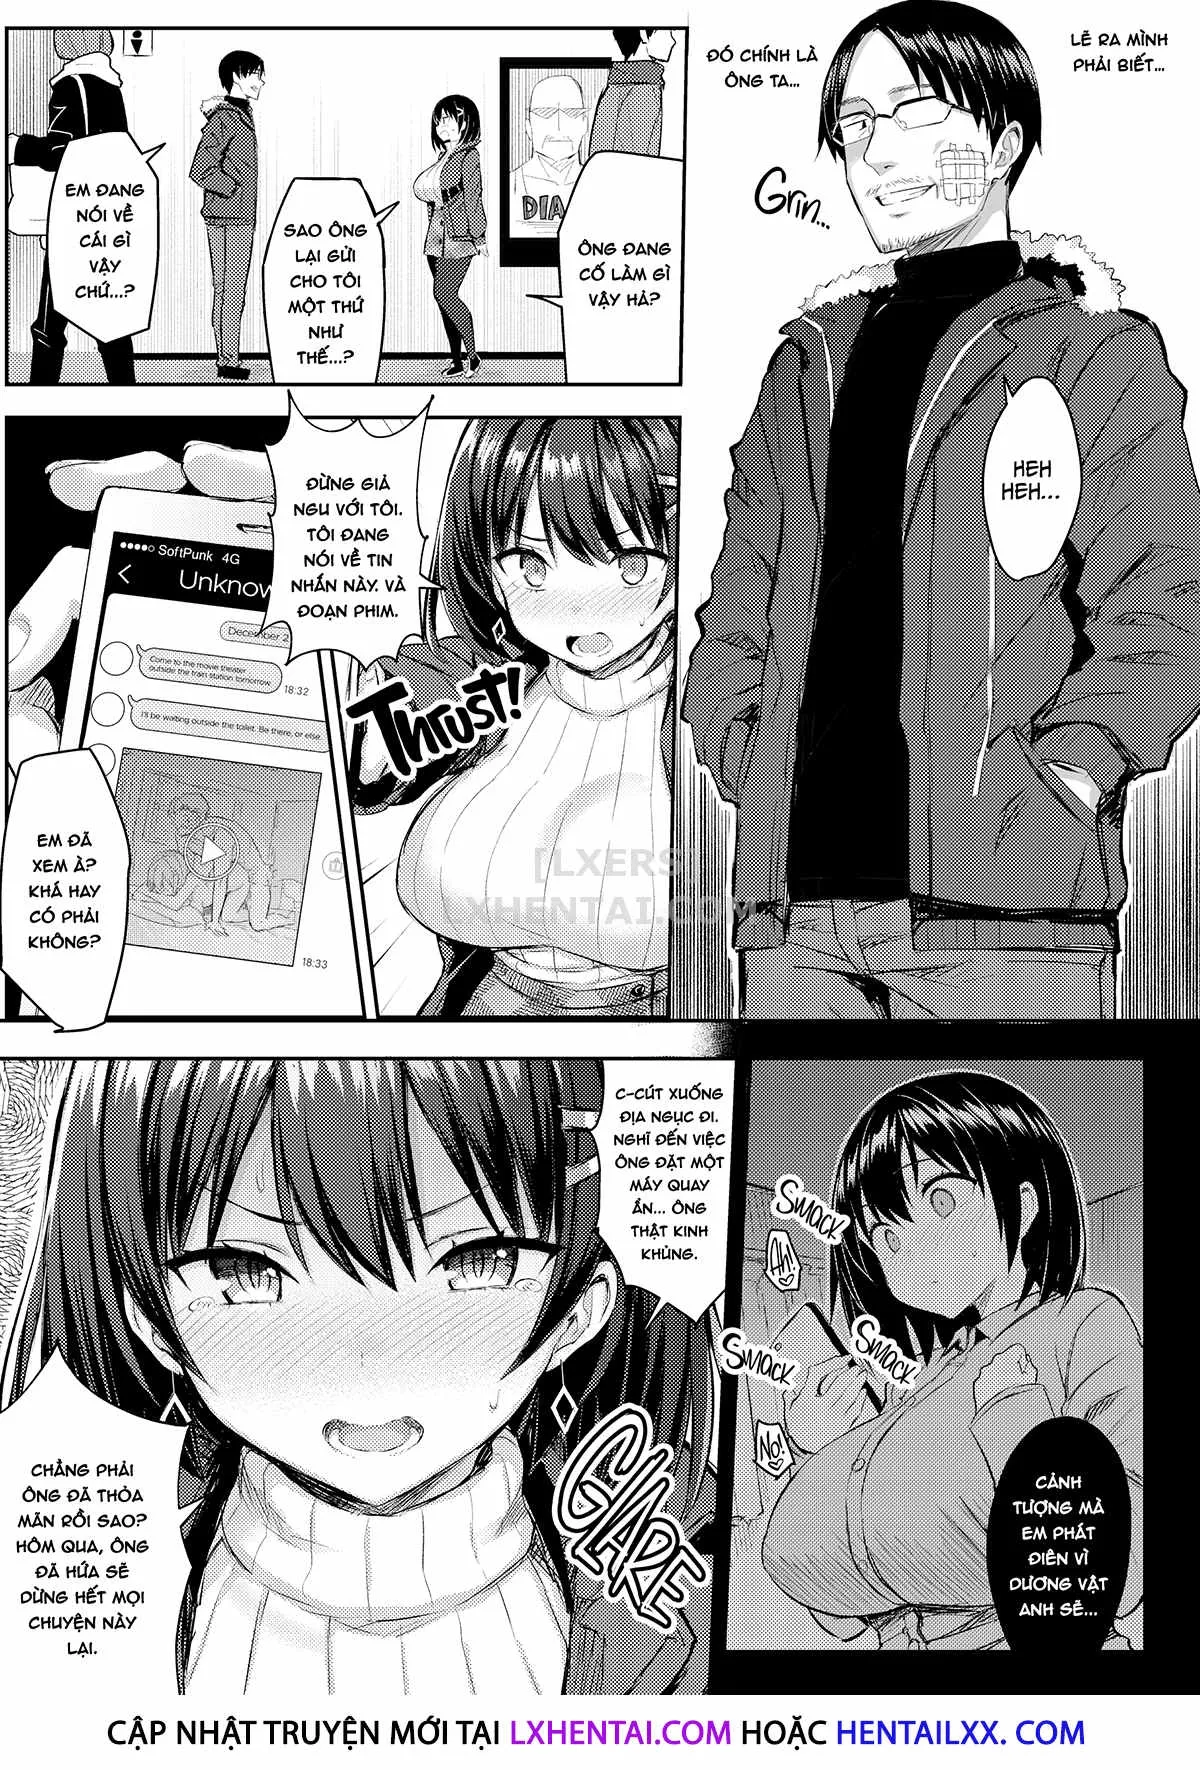 LẼ RA MÌNH
PHẢI BIẾT...
ĐÓ CHÍNH LÀ
ÔNG TA...
Grin...
HEH
HEH...
ÔNG ĐANG
CỐ LÀM GÌ
VẬY HẢ?
DIA
SAO ÔNG
LẠI GỬI
CHO TÔI
MỘT THỨ
NHƯ
THẾ...?
EM ĐANG
NÓI VỀ
CÁI GÌ
VẬY
CHỨ...?
ĐỪNG GIẢ
NGU VỚI TÔI.
TÔI ĐANG
NÓI VỀ TIN
NHẮN NÀY. VÀ
ĐOẠN PHIM.
Thrust!
SoftPunk 4G
Unknow
December 2
Come to the movie theater
outside the train station tomorrow.
18:32
I'll be waiting outside the toilet. Be there, or else.
18:33
EM ĐÃ
XEM À?
KHÁ HAY
CÓ PHẢI
KHÔNG?
[LXERS]
LXHENTAI.COM
SMACK
AH!
SMACK
SMACK
NO!
CẢNH
TƯỢNG MÀ
EM PHÁT
ĐIÊN VÌ
DƯƠNG VẬT
ANH SẼ...
C-CÚT XUỐNG
ĐỊA NGỤC ĐI.
NGHĨ ĐẾN VIỆC
ÔNG ĐẶT MỘT
MÁY QUAY
ẨN... ÔNG
THẬT KINH
KHỦNG.
GLARE
CHẲNG PHẢI
ÔNG ĐÃ THỎA
MÃN RỒI SAO?
HÔM QUA, ÔNG
ĐÃ HỨA SẼ
DỪNG HẾT MỌI
CHUYỆN NÀY
LẠI.
CẬP NHẬT TRUYỆN MỚI TẠI LXHENTAI.COM HOẶC HENTAILXX. COM